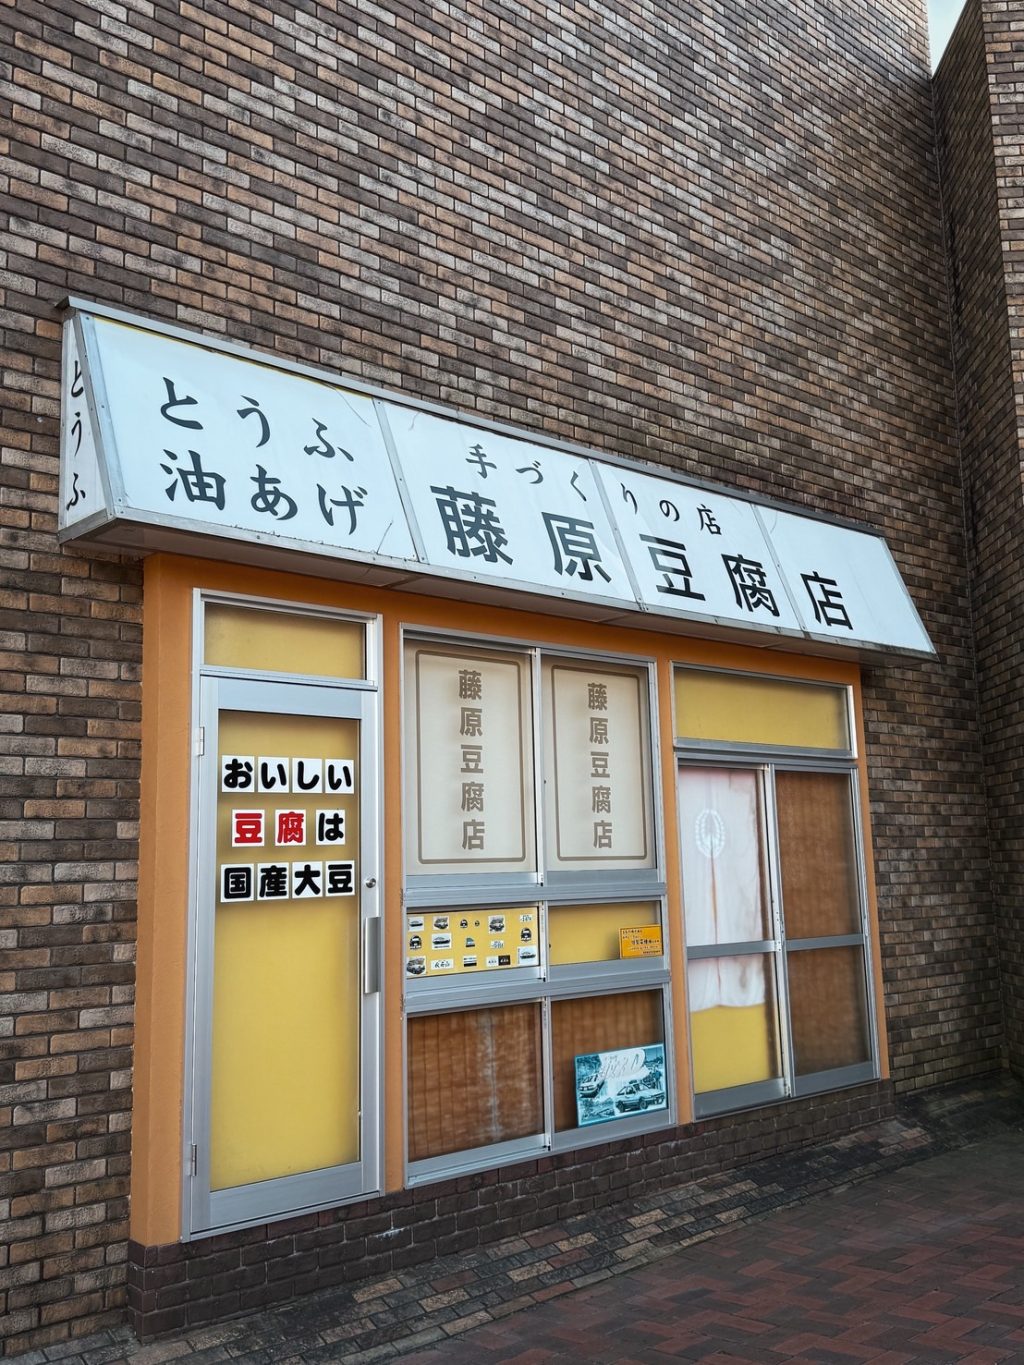 とうふ
とうふ
油あげ
手づくりの店
藤原豆腐店
おいしい
豆腐は
国産大豆
藤原豆腐店
藤原豆腐店